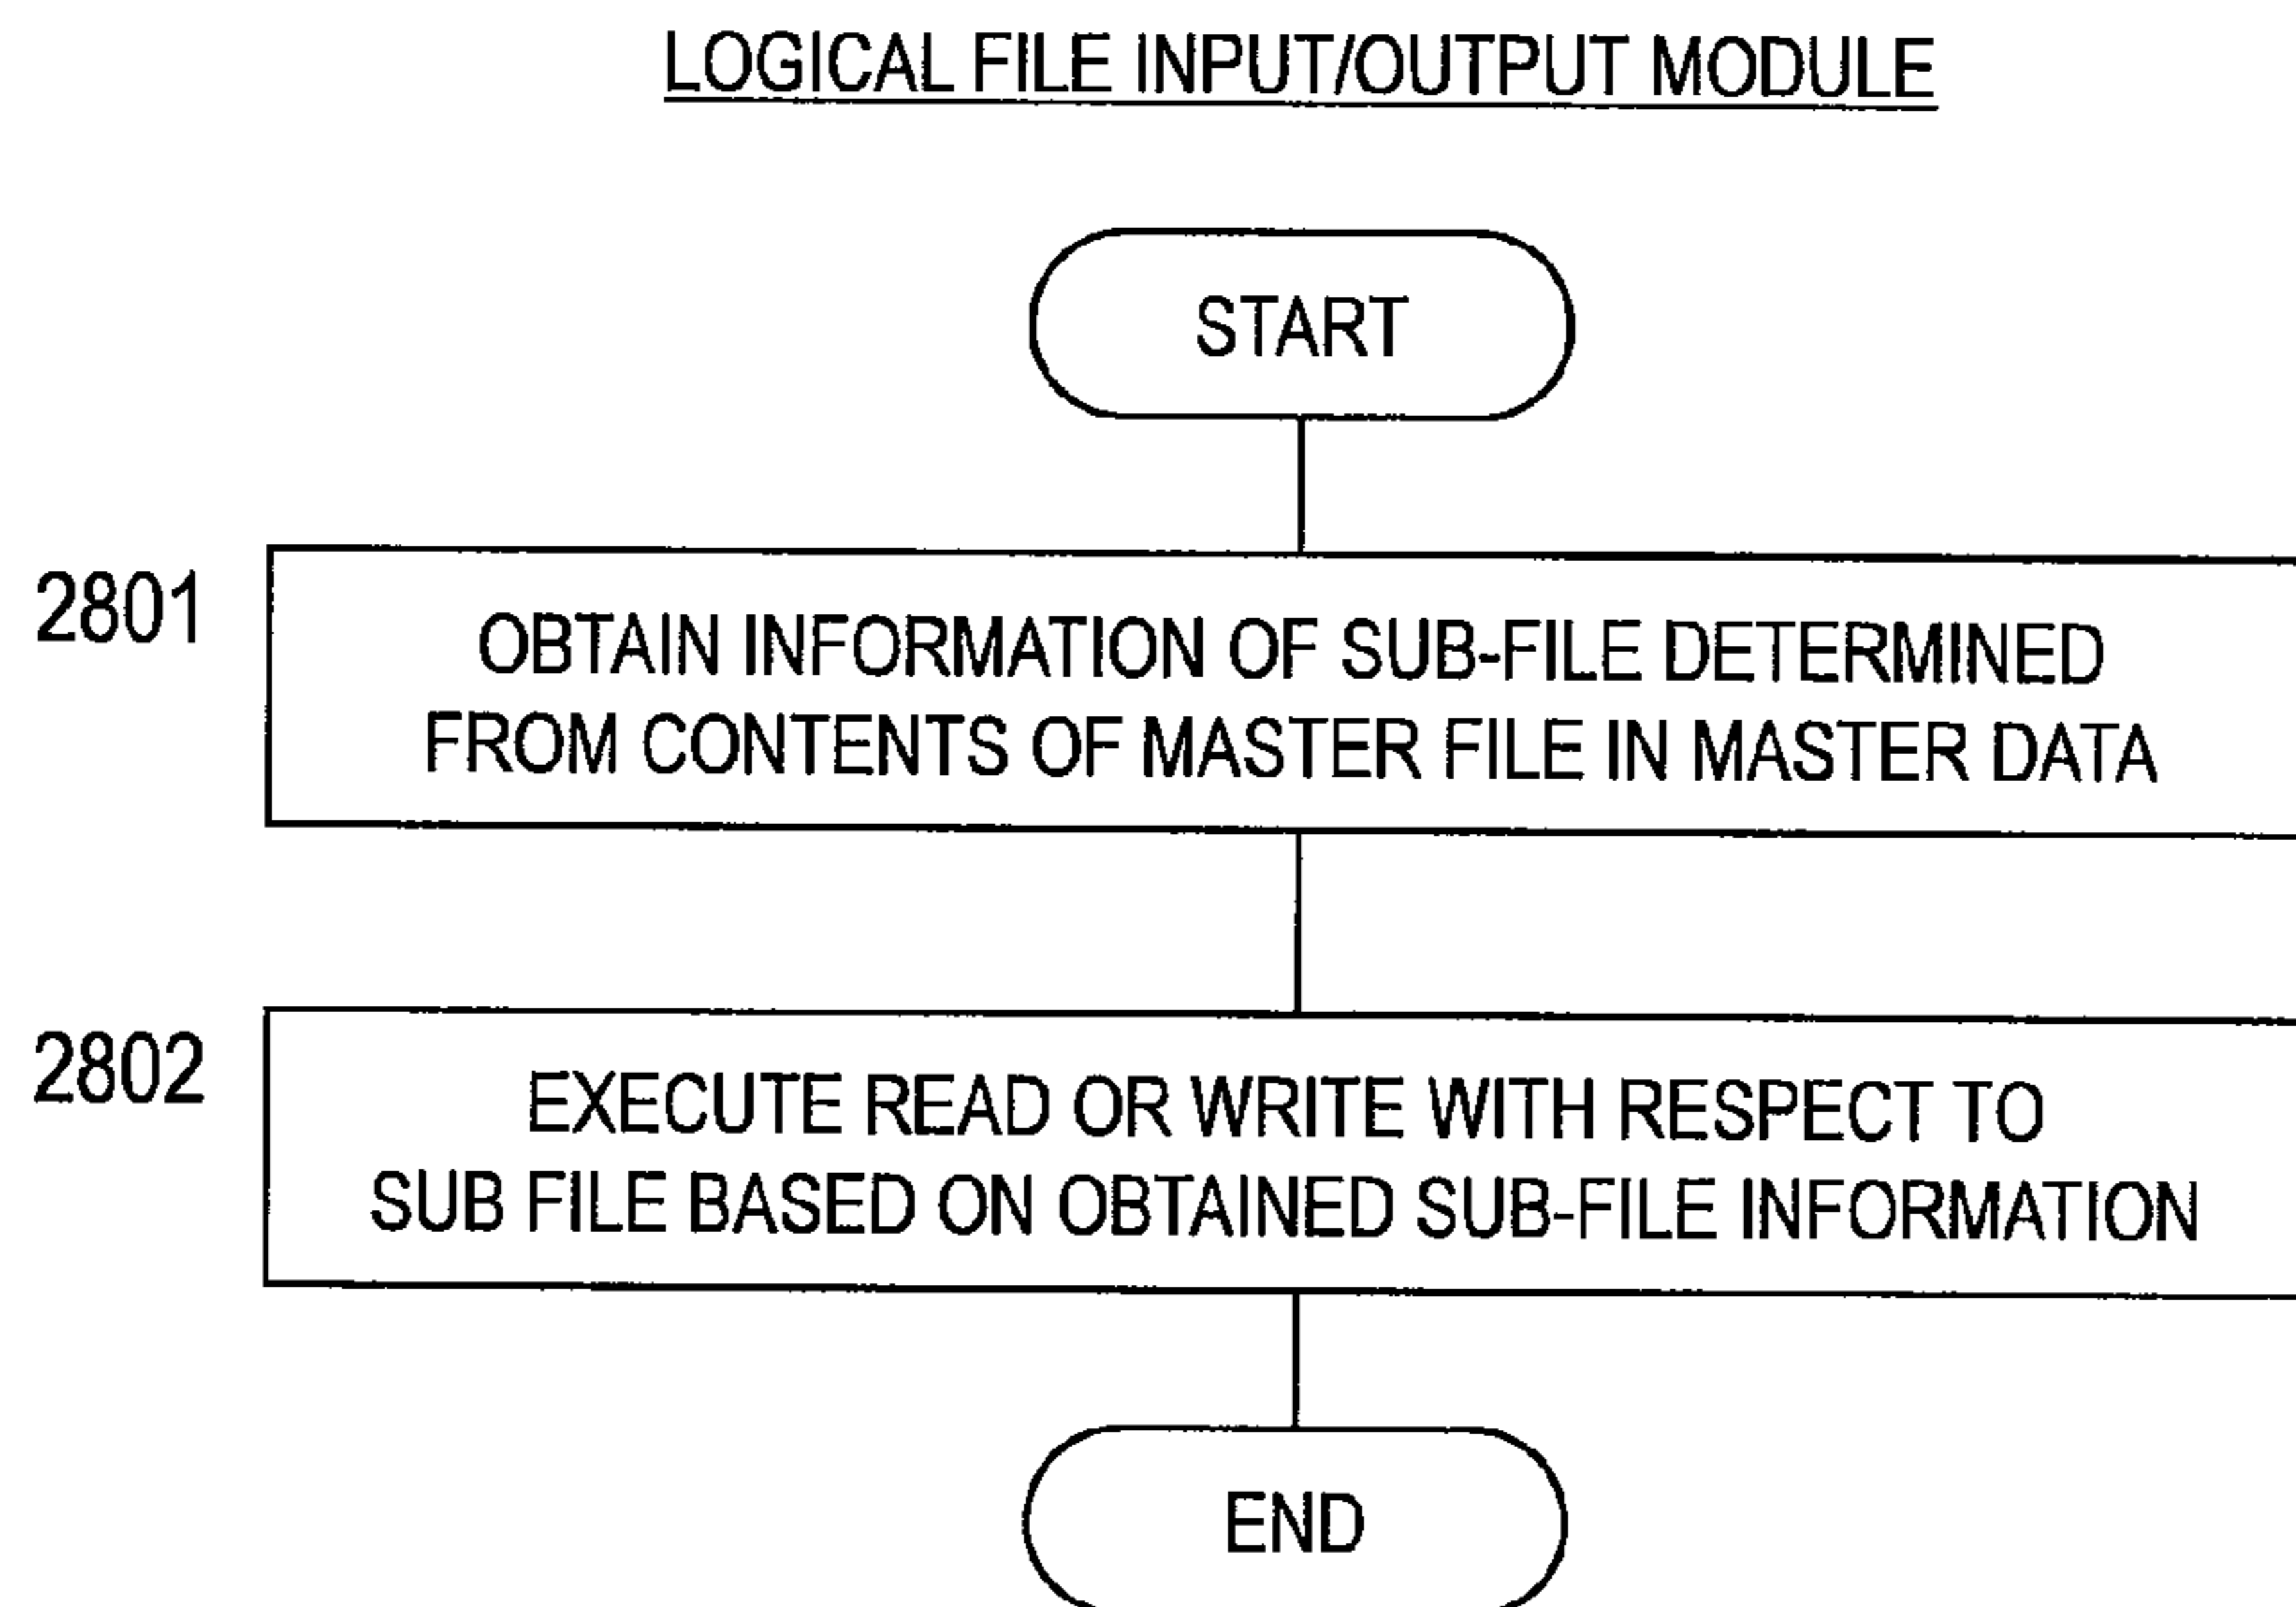 LOGICAL FILE INPUT/OUTPUT MODULE
START
2801
OBTAIN INFORMATION OF SUB-FILE DETERMINED
FROM CONTENTS OF MASTER FILE IN MASTER DATA
2802
EXECUTE READ OR WRITE WITH RESPECT TO
SUB FILE BASED ON OBTAINED SUB-FILE INFORMATION
END